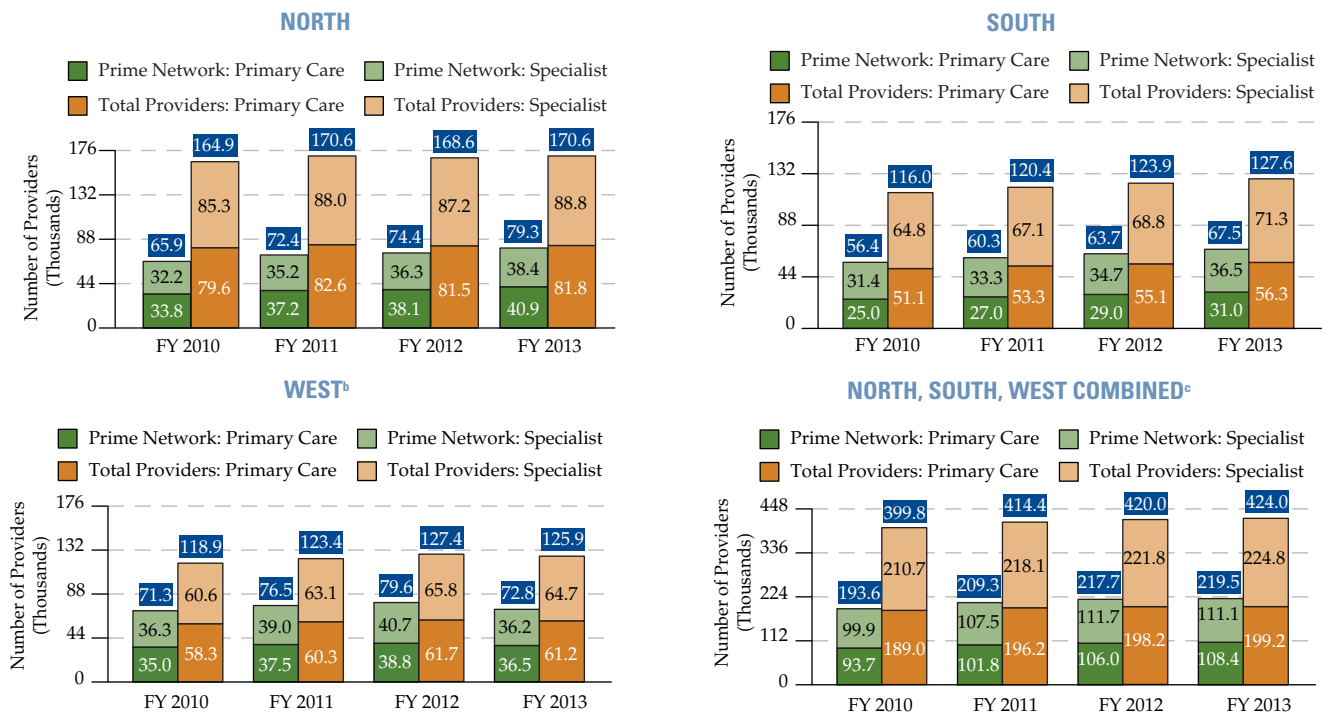 NORTH
Prime Network: Primary Care Prime Network: Specialist
Total Providers: Primary Care Total Providers: Specialist
Number of Providers
(Thousands)
176
132
88
44
0
65.9 164.9 72.4 170.6 74.4 168.6 79.3 170.6
32.2 85.3 35.2 88.0 36.3 87.2 38.4 88.8
33.8 79.6 37.2 82.6 38.1 81.5 40.9 81.8
FY 2010 FY 2011 FY 2012 FY 2013
SOUTH
Prime Network: Primary Care Prime Network: Specialist
Total Providers: Primary Care Total Providers: Specialist
Number of Providers
(Thousands)
176
132
88
44
0
56.4 116.0 60.3 120.4 63.7 123.9 67.5 127.6
31.4 64.8 33.3 67.1 34.7 68.8 36.5 71.3
25.0 51.1 27.0 53.3 29.0 55.1 31.0 56.3
FY 2010 FY 2011 FY 2012 FY 2013
WESTᵇ
Prime Network: Primary Care Prime Network: Specialist
Total Providers: Primary Care Total Providers: Specialist
Number of Providers
(Thousands)
176
132
88
44
0
71.3 118.9 76.5 123.4 79.6 127.4 72.8 125.9
36.3 60.6 39.0 63.1 40.7 65.8 36.2 64.7
35.0 58.3 37.5 60.3 38.8 61.7 36.5 61.2
FY 2010 FY 2011 FY 2012 FY 2013
NORTH, SOUTH, WEST COMBINEDᶜ
Prime Network: Primary Care Prime Network: Specialist
Total Providers: Primary Care Total Providers: Specialist
Number of Providers
(Thousands)
448
336
224
112
0
193.6 399.8 209.3 414.4 217.7 420.0 219.5 424.0
99.9 210.7 107.5 218.1 111.7 221.8 111.1 224.8
93.7 189.0 101.8 196.2 106.0 198.2 108.4 199.2
FY 2010 FY 2011 FY 2012 FY 2013